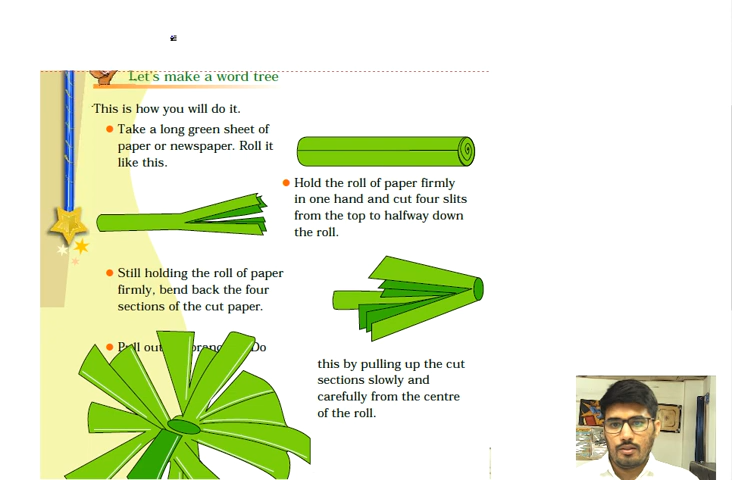 Let's make a word tree
This is how you will do it.
Take a long green sheet of
paper or newspaper. Roll it
like this.
Hold the roll of paper firmly
in one hand and cut four slits
from the top to halfway down
the roll.
Still holding the roll of paper
firmly, bend back the four
sections of the cut paper.
out Do
this by pulling up the cut
sections slowly and
carefully from the centre
of the roll.